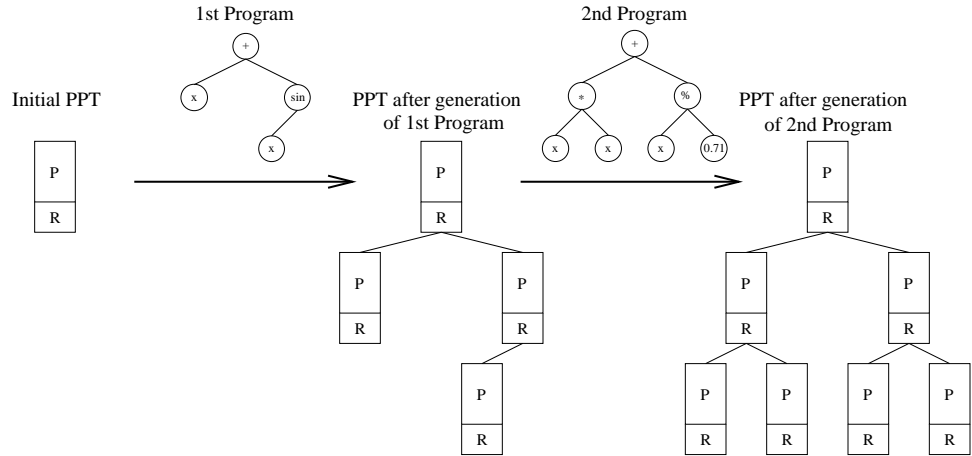 1st Program
2nd Program
+
+
Initial PPT
x
sin
PPT after generation
of 1st Program
*
%
PPT after generation
of 2nd Program
x
x
x
x
0.71
P
R
P
R
P
R
P
R
P
R
P
R
P
R
P
R
P
R
P
R
P
R
P
R